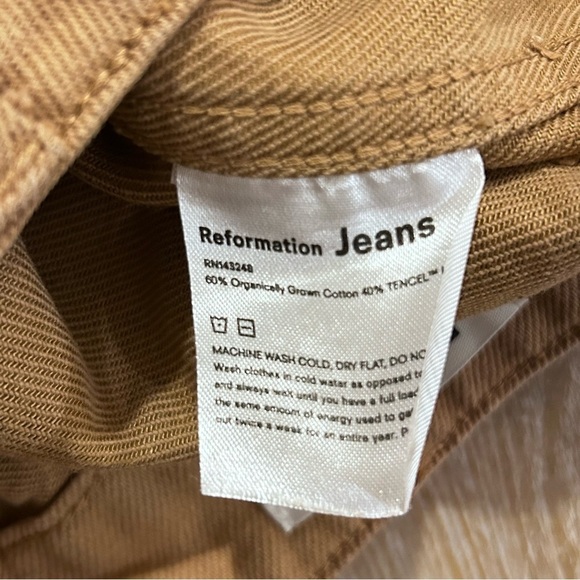 Reformation Jeans
RN143248
60% Organically Grown Cotton 40% TENCEL™
MACHINE WASH COLD, DRY FLAT, DO NO
Wash clothes in cold water as opposed t
and always wait until you have a full load
the same amount of energy used to ge
out twice a week for an entire year. P